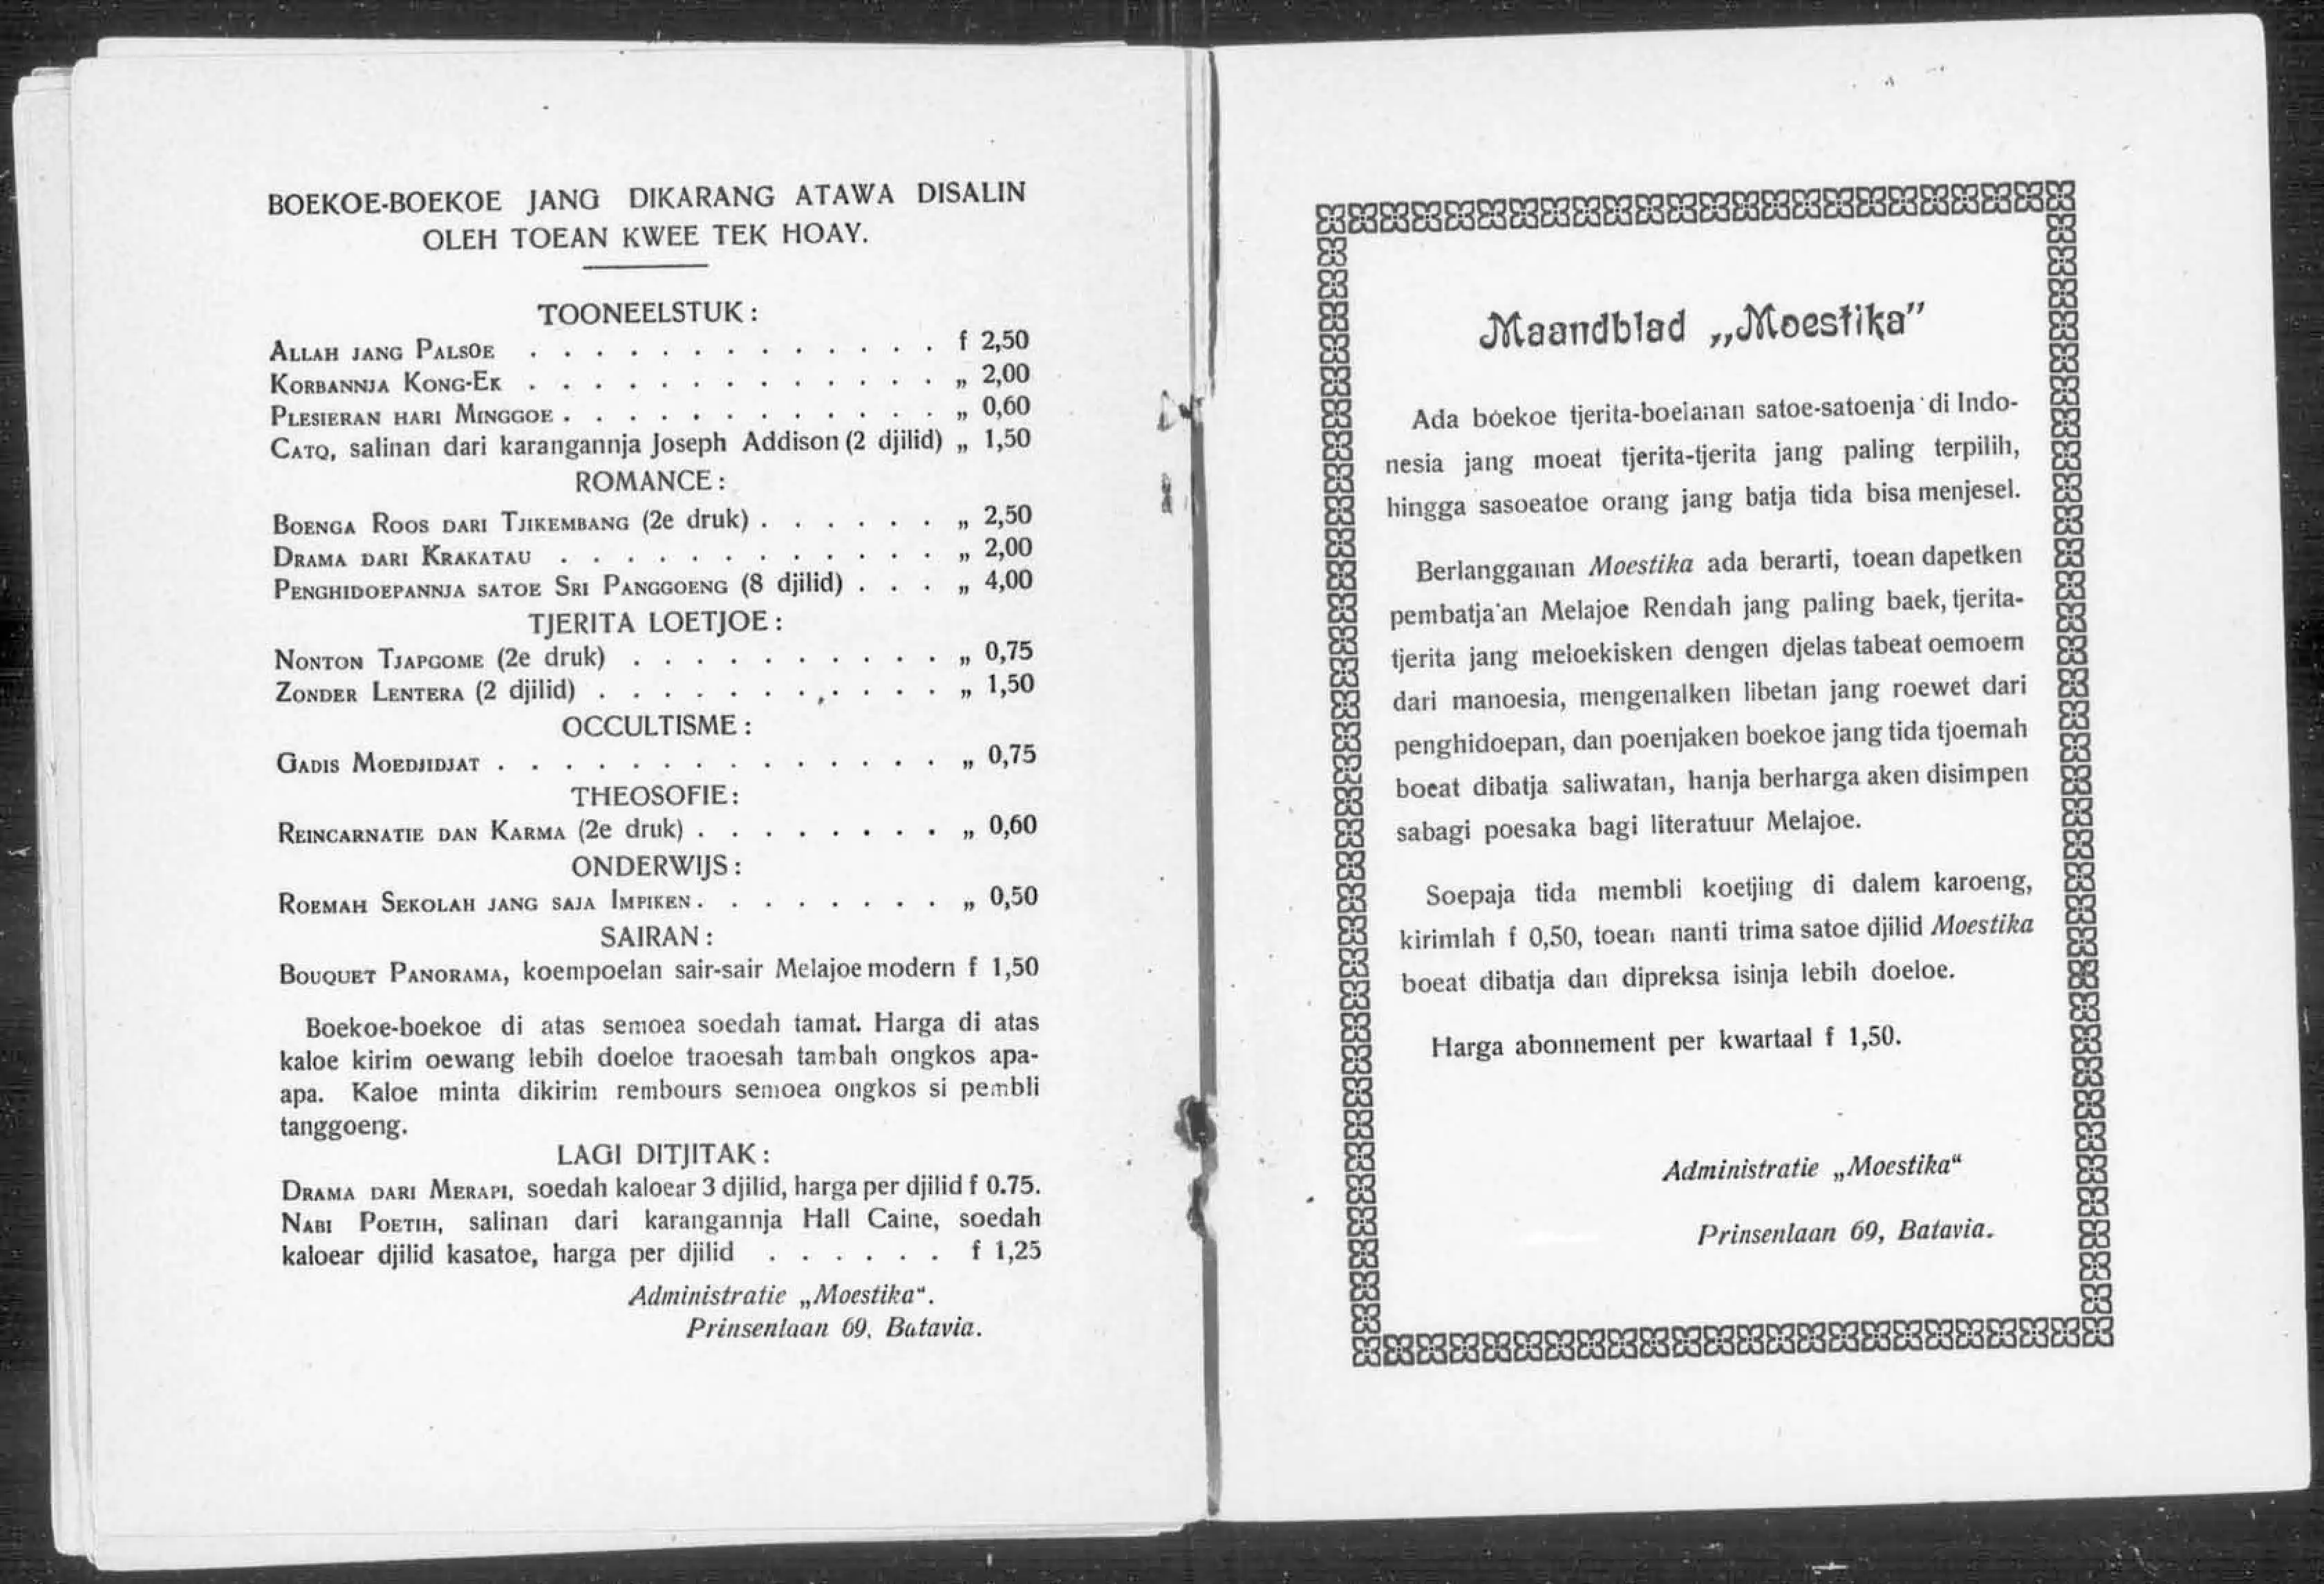 BOEKOE-BOEKOE JANG DIKARANG ATAWA DISALIN
OLEH TOEAN KWEE TEK HOAY.
TOONEELSTUK :
ALLAH JANG PALSOE . . . . . . . . . . . . . f 2,50
KORBANNJA KONG-EK . . . . . . . . . . . . . „ 2,00
PLESIERAN HARI MINGGOE . . . . . . . . . . . . „ 0,60
CATO, salinan dari karangannja Joseph Addison (2 djilid) „ 1,50
ROMANCE :
BOENGA ROOS DARI TJIKEMBANG (2e druk) . . . . . . „ 2,50
DRAMA DARI KRAKATAU . . . . . . . . . . . . „ 2,00
PENGHIDOEPANNJA SATOE SRI PANGGOENG (8 djilid) . . . „ 4,00
TJERITA LOETJOE :
NONTON TJAPGOME (2e druk) . . . . . . . . . . „ 0,75
ZONDER LENTERA (2 djilid) . . . . . . . . . . . „ 1,50
OCCULTISME :
GADIS MOEDJIDJAT . . . . . . . . . . . . . . „ 0,75
THEOSOFIE :
REINCARNATIE DAN KARMA (2e druk) . . . . . . . . „ 0,60
ONDERWIJS :
ROEMAH SEKOLAH JANG SAJA IMPIKEN . . . . . . . . „ 0,50
SAIRAN :
BOUQUET PANORAMA, koempoelan sair-sair Melajoe modern f 1,50
Boekoe-boekoe di atas semoea soedah tamat. Harga di atas
kaloe kirim oewang lebih doeloe traoesah tambah ongkos apa-
apa. Kaloe minta dikirim rembours semoea ongkos si pembli
tanggoeng.
LAGI DITJITAK :
DRAMA DARI MERAPI, soedah kaloear 3 djilid, harga per djilid f 0.75.
NABI POETIH, salinan dari karangannja Hall Caine, soedah
kaloear djilid kasatoe, harga per djilid . . . . . . f 1,25
Administratie „Moestika“.
Prinsenlaan 69, Batavia.
Maandblad „Moestika”
Ada boekoe tjerita-boelanan satoe-satoenja di Indo-
nesia jang moeat tjerita-tjerita jang paling terpilih,
hingga sasoeatoe orang jang batja tida bisa menjesel.
Berlangganan Moestika ada berarti, toean dapetken
pembatja'an Melajoe Rendah jang paling baek, tjerita-
tjerita jang meloekisken dengen djelas tabeat oemoem
dari manoesia, mengenalken libetan jang roewet dari
penghidoepan, dan poenjaken boekoe jang tida tjoemah
boeat dibatja saliwatan, hanja berharga aken disimpen
sabagi poesaka bagi literatuur Melajoe.
Soepaja tida membli koetjing di dalem karoeng,
kirimlah f 0,50, toean nanti trima satoe djilid Moestika
boeat dibatja dan dipreksa isinja lebih doeloe.
Harga abonnement per kwartaal f 1,50.
Administratie „Moestika“
Prinsenlaan 69, Batavia.